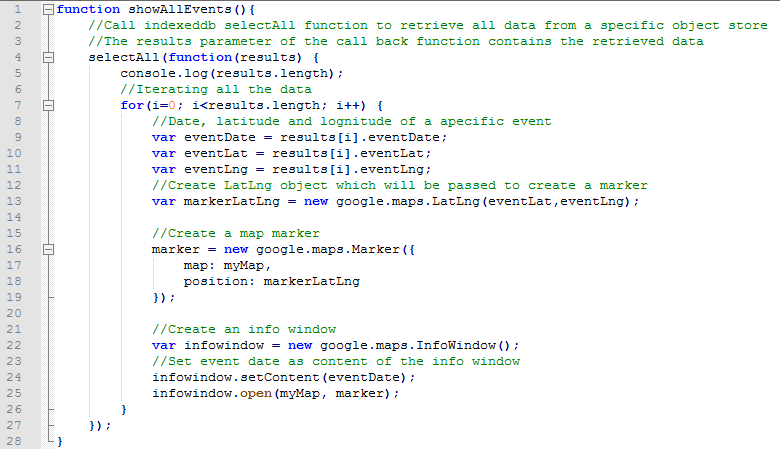 1 function showAllEvents(){
2 //Call indexeddb selectAll function to retrieve all data from a specific object store
3 //The results parameter of the call back function contains the retrieved data
4 selectAll(function(results) {
5 console.log(results.length);
6 //Iterating all the data
7 for(i=0; i<results.length; i++) {
8 //Date, latitude and lognitude of a apecific event
9 var eventDate = results[i].eventDate;
10 var eventLat = results[i].eventLat;
11 var eventLng = results[i].eventLng;
12 //Create LatLng object which will be passed to create a marker
13 var markerLatLng = new google.maps.LatLng(eventLat,eventLng);
14
15 //Create a map marker
16 marker = new google.maps.Marker({
17 map: myMap,
18 position: markerLatLng
19 });
20
21 //Create an info window
22 var infowindow = new google.maps.InfoWindow();
23 //Set event date as content of the info window
24 infowindow.setContent(eventDate);
25 infowindow.open(myMap, marker);
26 }
27 });
28 }